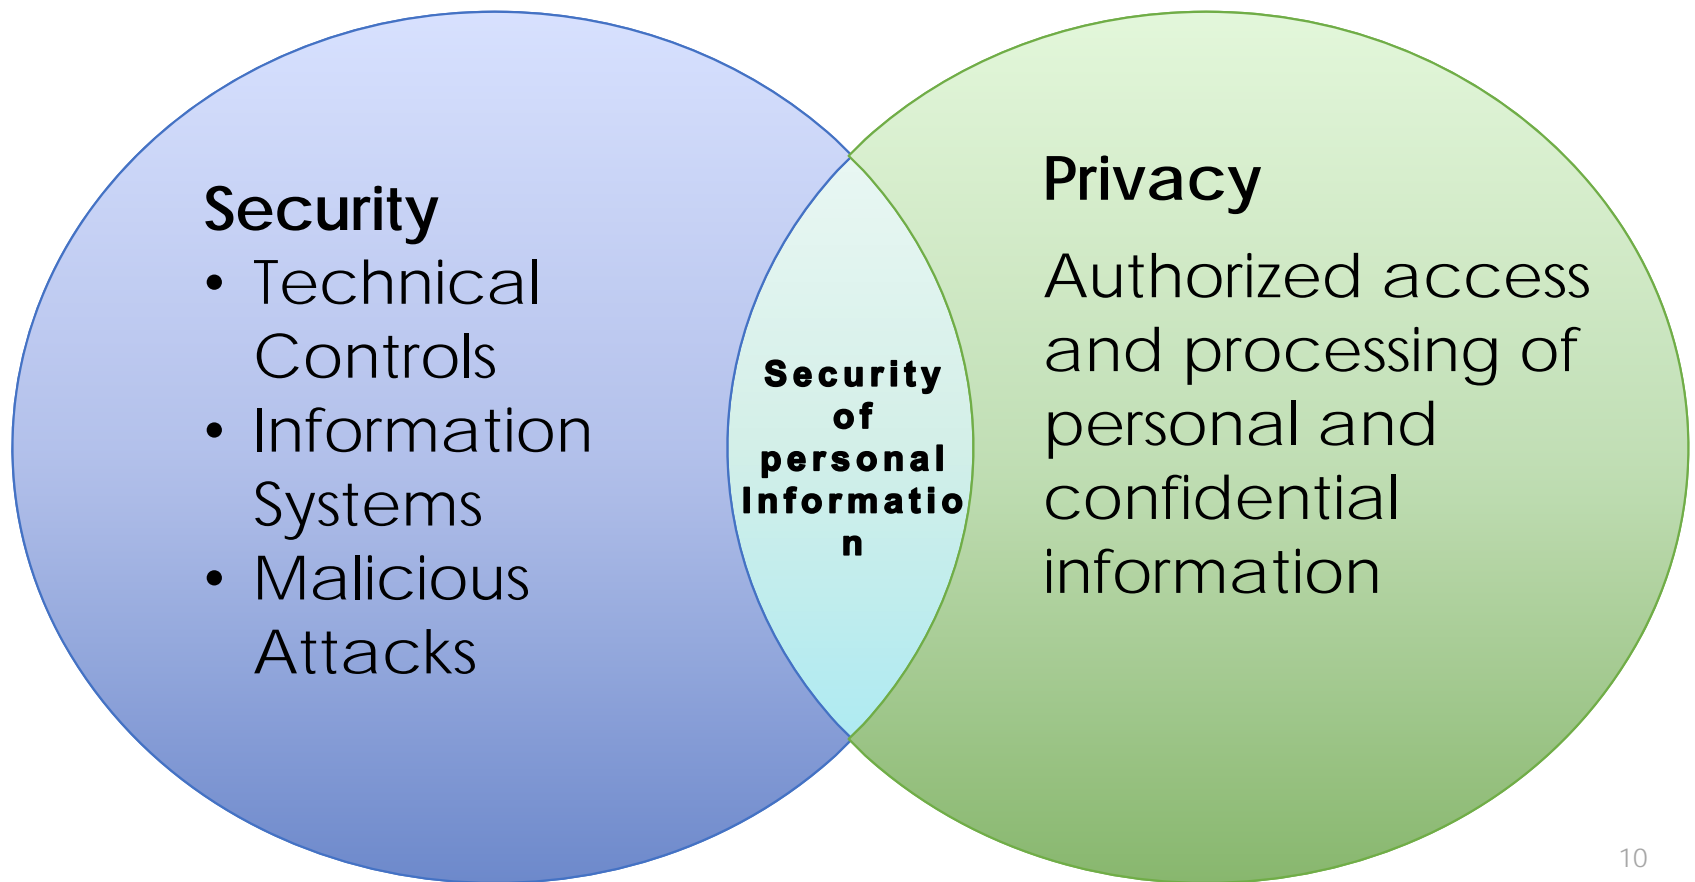 Security
• Technical
Controls
• Information
Systems
• Malicious
Attacks
Security
of
personal
Informatio
n
Privacy
Authorized access
and processing of
personal and
confidential
information
10